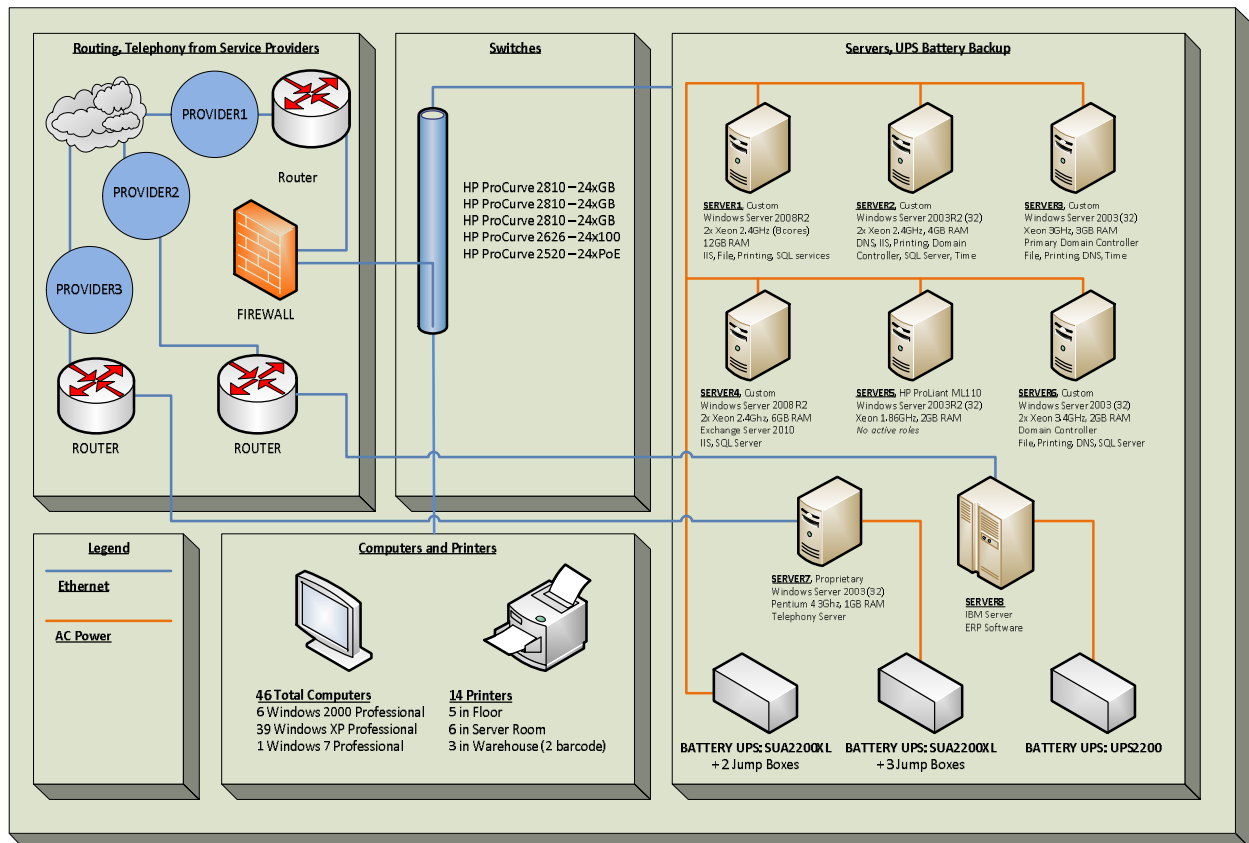 Routing, Telephony from Service Providers
PROVIDER1
PROVIDER2
PROVIDER3
Router
FIREWALL
ROUTER
ROUTER
Switches
HP ProCurve 2810 – 24xGB
HP ProCurve 2810 – 24xGB
HP ProCurve 2810 – 24xGB
HP ProCurve 2626 – 24x100
HP ProCurve 2520 – 24xPoE
Servers, UPS Battery Backup
SERVER1, Custom
Windows Server 2008R2
2x Xeon 2.4GHz (8cores)
12GB RAM
IIS, File, Printing, SQL services
SERVER2, Custom
Windows Server 2003R2 (32)
2x Xeon 2.4GHz, 4GB RAM
DNS, IIS, Printing, Domain
Controller, SQL Server, Time
SERVER3, Custom
Windows Server 2003 (32)
Xeon 3GHz, 3GB RAM
Primary Domain Controller
File, Printing, DNS, Time
SERVER4, Custom
Windows Server 2008 R2
2x Xeon 2.4Ghz, 6GB RAM
Exchange Server 2010
IIS, SQL Server
SERVER5, HP ProLiant ML110
Windows Server 2003R2 (32)
Xeon 1.86GHz, 2GB RAM
No active roles
SERVER6, Custom
Windows Server 2003 (32)
2x Xeon 3.4GHz, 2GB RAM
Domain Controller
File, Printing, DNS, SQL Server
SERVER7, Proprietary
Windows Server 2003 (32)
Pentium 4 3Ghz, 1GB RAM
Telephony Server
SERVER8
IBM Server
ERP Software
BATTERY UPS: SUA2200XL
+ 2 Jump Boxes
BATTERY UPS: SUA2200XL
+ 3 Jump Boxes
BATTERY UPS: UPS2200
Legend
Ethernet
AC Power
Computers and Printers
46 Total Computers
6 Windows 2000 Professional
39 Windows XP Professional
1 Windows 7 Professional
14 Printers
5 in Floor
6 in Server Room
3 in Warehouse (2 barcode)